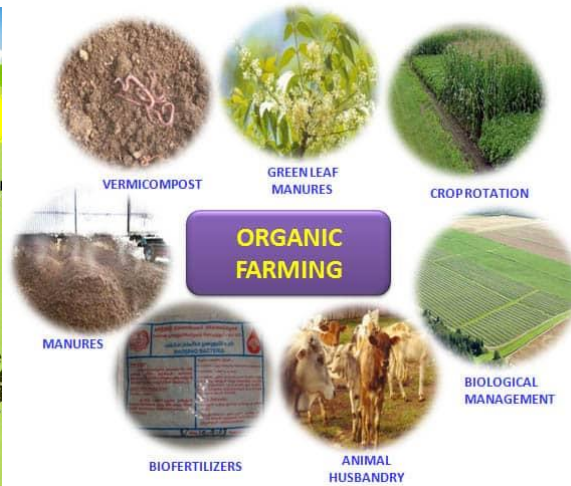 VERMICOMPOST
GREEN LEAF
MANURES
CROP ROTATION
ORGANIC
FARMING
MANURES
BIOLOGICAL
MANAGEMENT
BIOFERTILIZERS
ANIMAL
HUSBANDRY